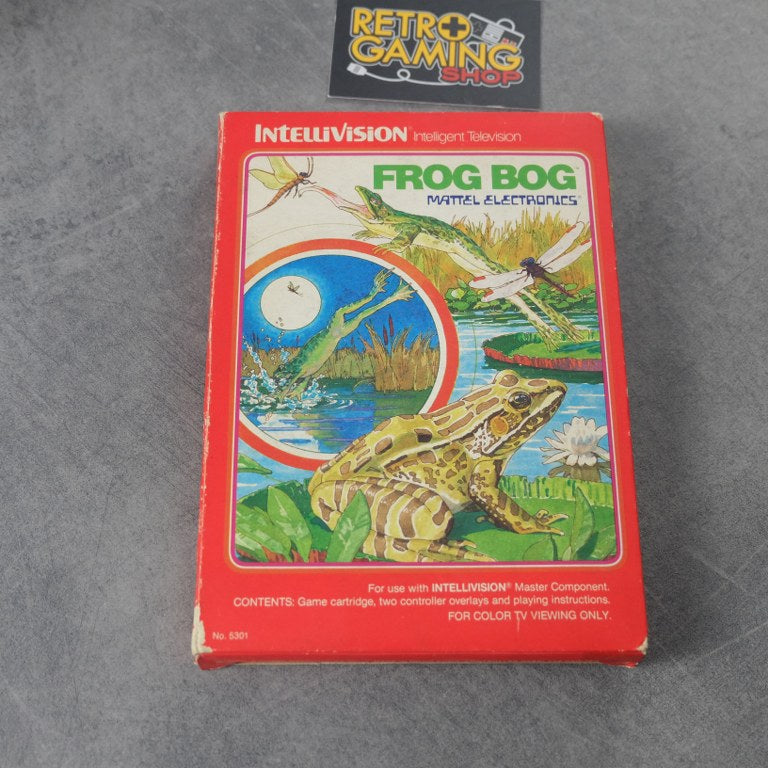 RETRO
GAMING
SHOP
INTELLIVISION Intelligent Television
FROG BOG™
MATTEL ELECTRONICS®
For use with INTELLIVISION® Master Component.
CONTENTS: Game cartridge, two controller overlays and playing instructions.
FOR COLOR TV VIEWING ONLY.
No. 5301